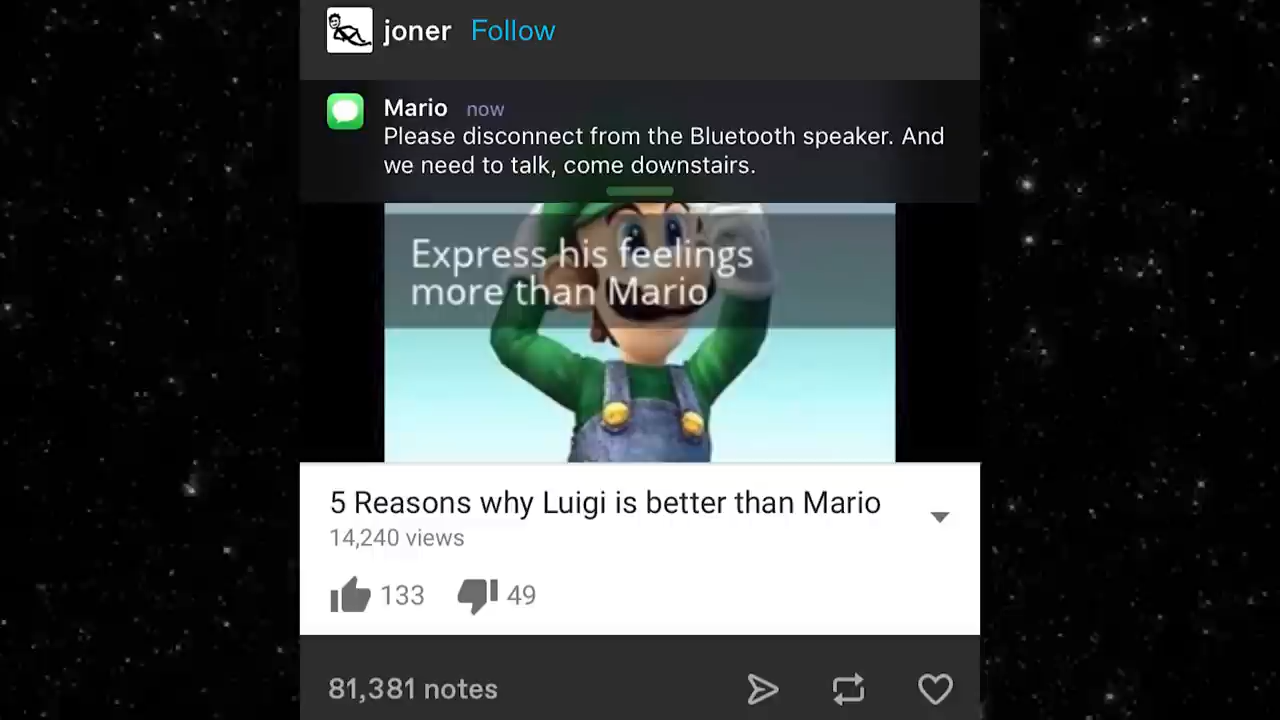 joner Follow
Mario now
Please disconnect from the Bluetooth speaker. And
we need to talk, come downstairs.
Express his feelings
more than Mario
5 Reasons why Luigi is better than Mario
14,240 views
133 49
81,381 notes